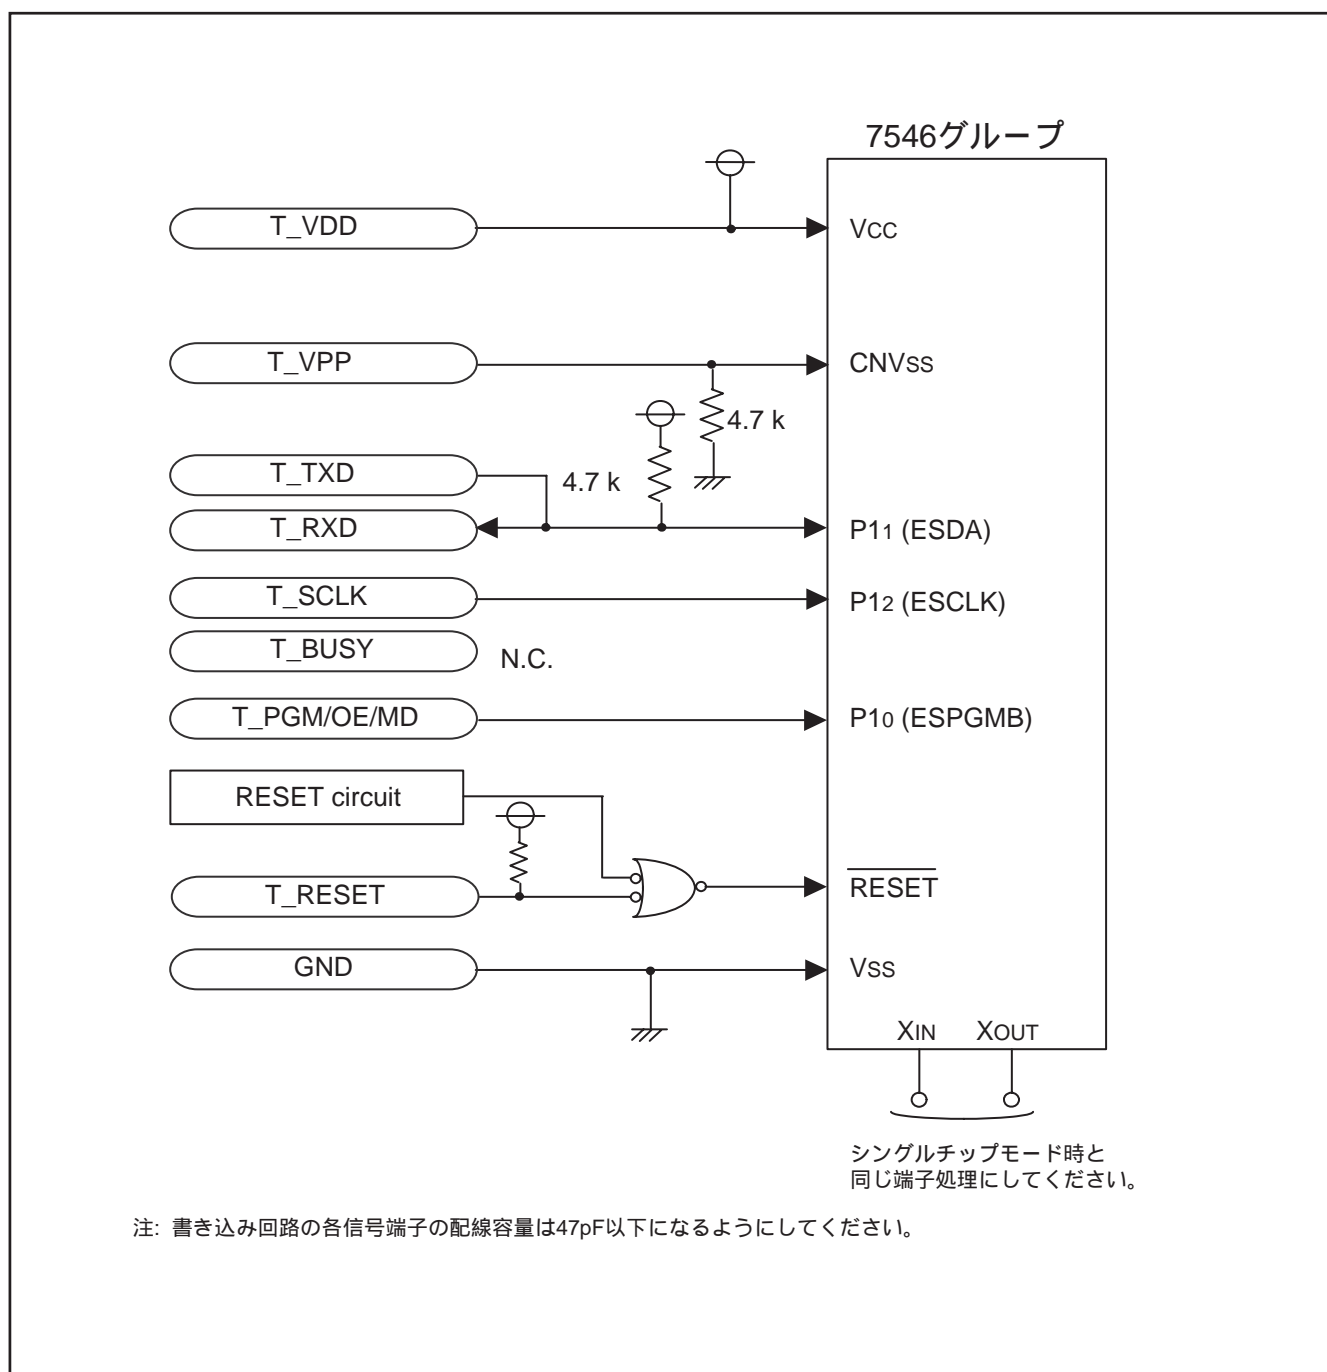 7546グループ
T_VDD
VCC
T_VPP
CNVSS
4.7 k
T_TXD
4.7 k
T_RXD
P11 (ESDA)
T_SCLK
P12 (ESCLK)
T_BUSY
N.C.
T_PGM/OE/MD
P10 (ESPGMB)
RESET circuit
T_RESET
RESET
GND
VSS
XIN XOUT
シングルチップモード時と
同じ端子処理にしてください。
注: 書き込み回路の各信号端子の配線容量は47pF以下になるようにしてください。